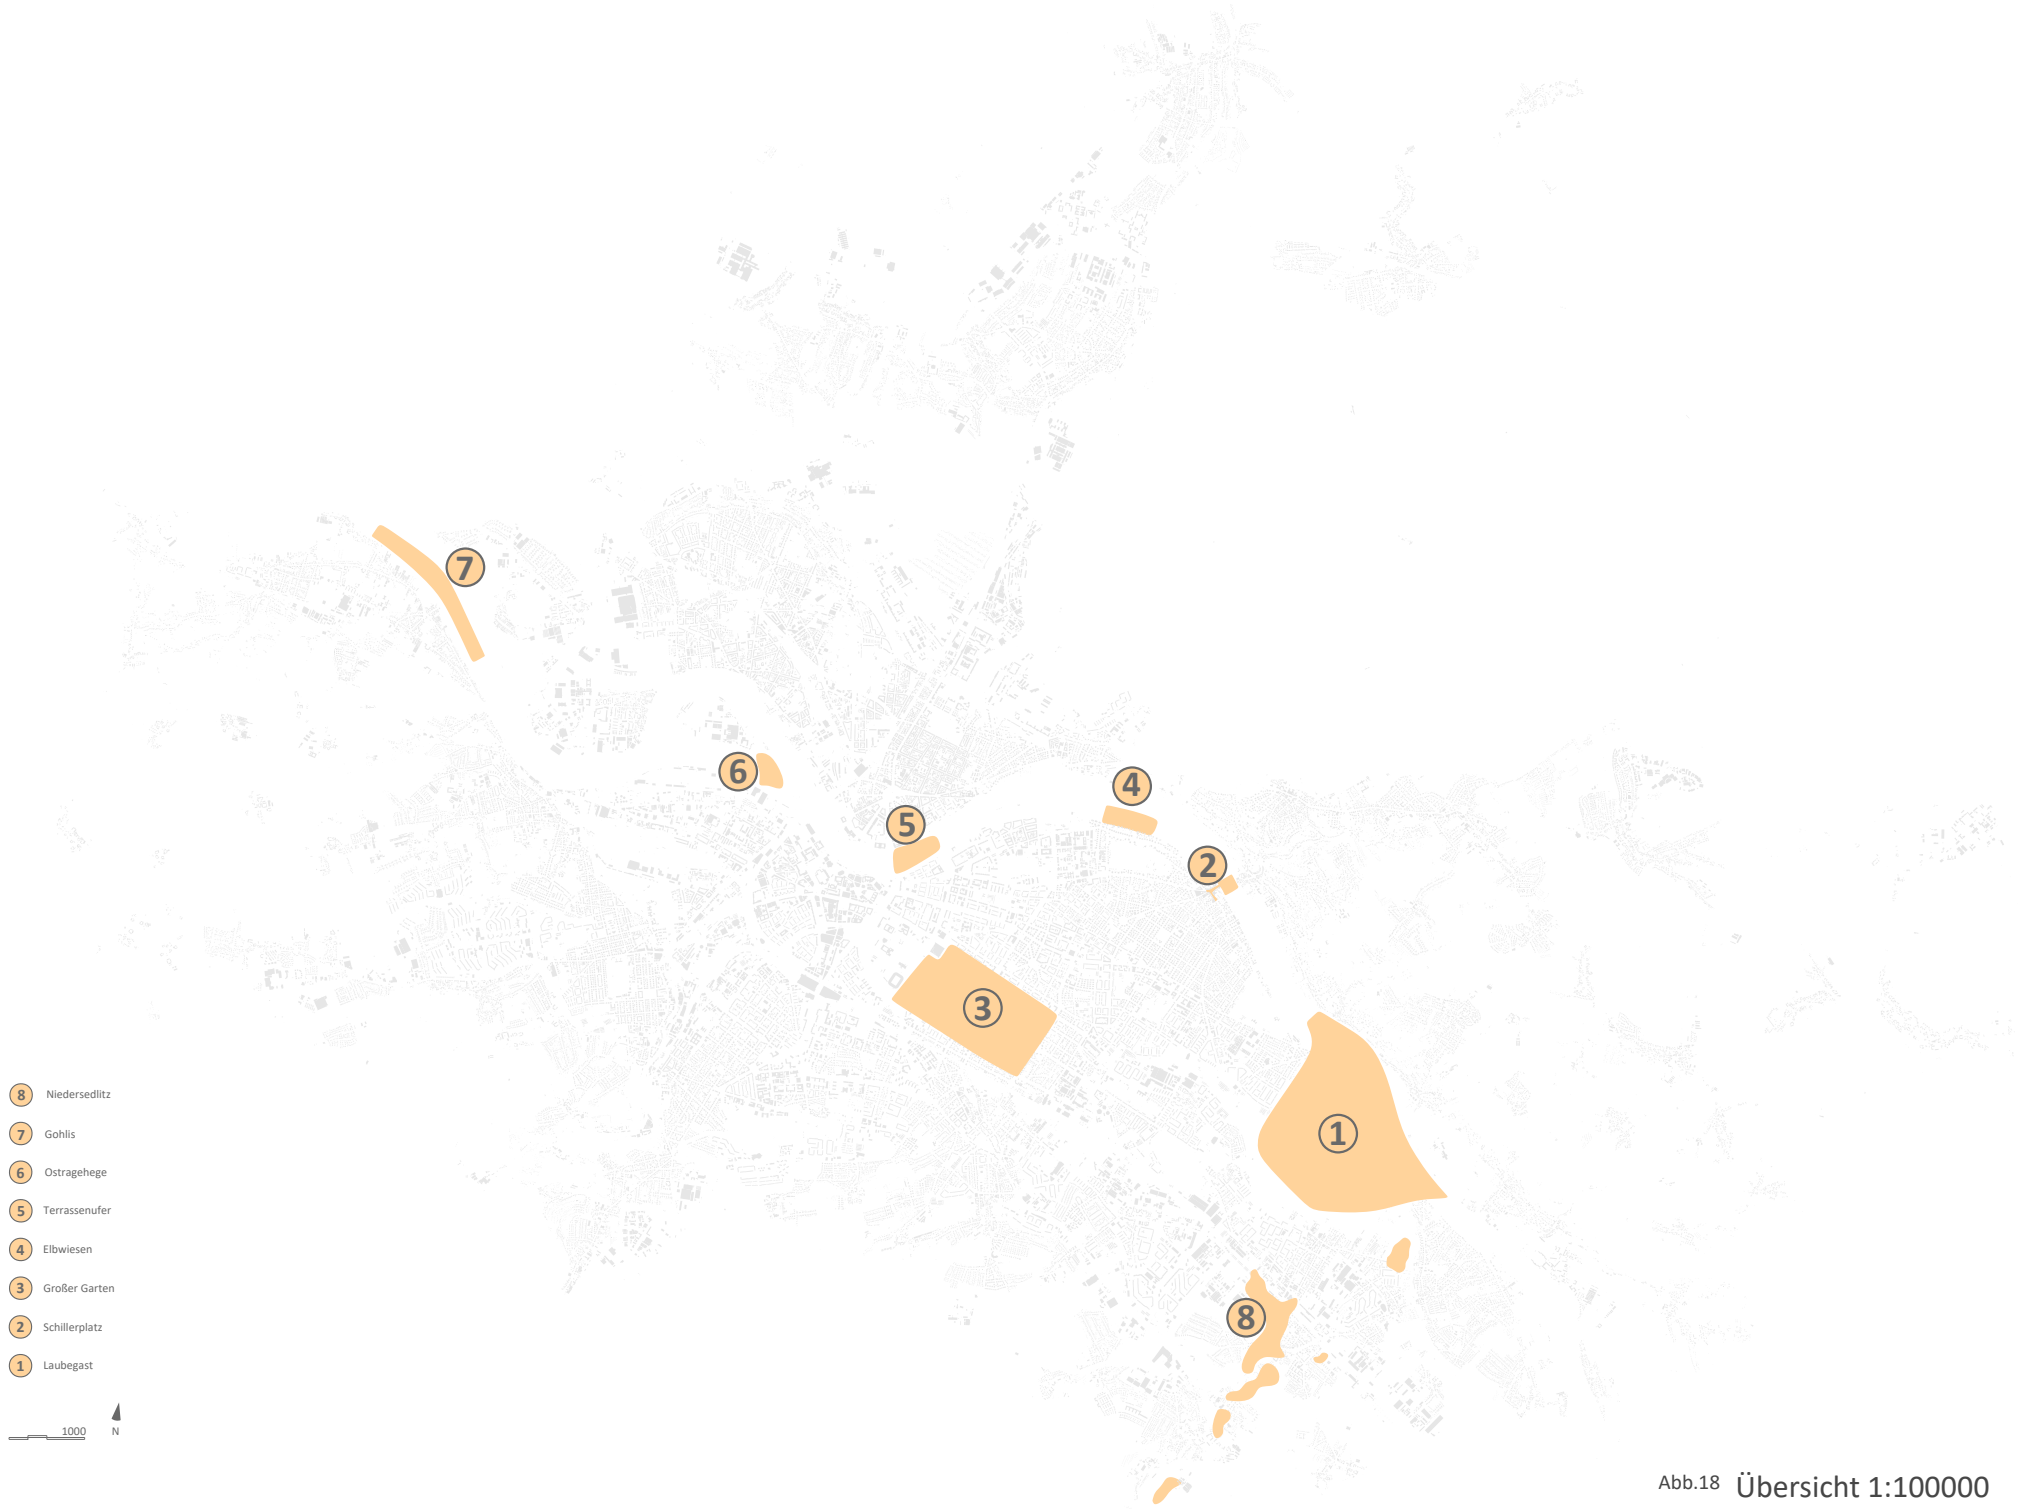 7
6
4
5
2
3
1
8
8 Niedersedlitz
7 Gohlis
6 Ostragehege
5 Terrassenufer
4 Elbwiesen
3 Großer Garten
2 Schillerplatz
1 Laubegast
1000 N
Abb.18 Übersicht 1:100000